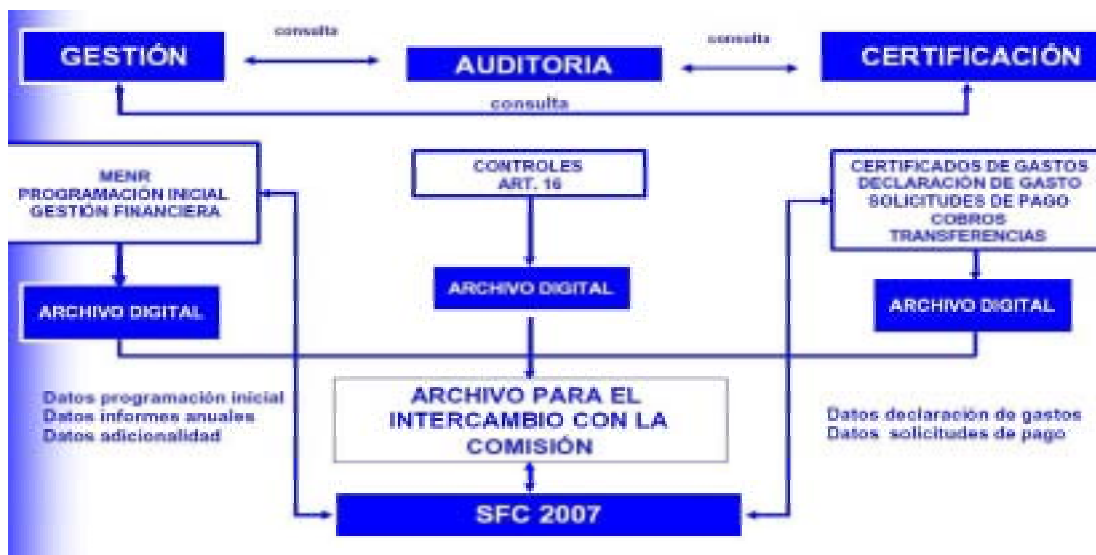 consulta
consulta
GESTIÓN
AUDITORIA
CERTIFICACIÓN
consulta
MENR
PROGRAMACIÓN INICIAL
GESTIÓN FINANCIERA
CONTROLES
ART. 16
CERTIFICADOS DE GASTOS
DECLARACIÓN DE GASTO
SOLICITUDES DE PAGO
COBROS
TRANSFERENCIAS
ARCHIVO DIGITAL
ARCHIVO DIGITAL
ARCHIVO DIGITAL
Datos programación inicial
Datos informes anuales
Datos adicionalidad
ARCHIVO PARA EL
INTERCAMBIO CON LA
COMISIÓN
Datos declaración de gastos
Datos solicitudes de pago
SFC 2007